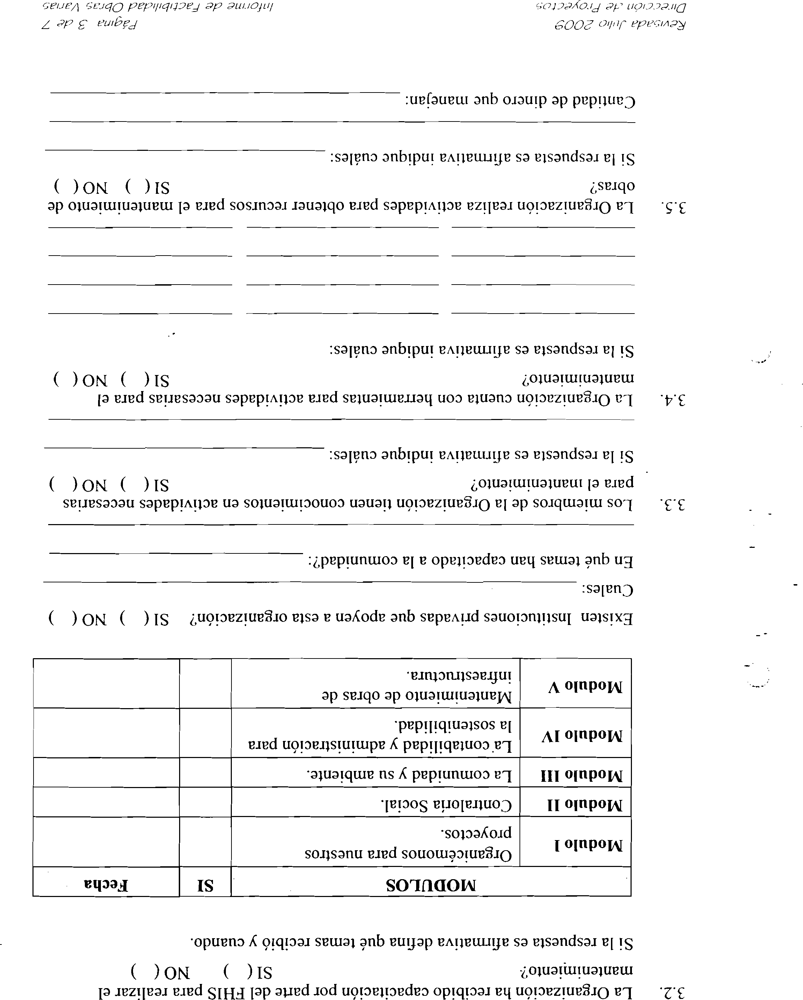 3.2. La Organización ha recibido capacitación por parte del FHIS para realizar el
mantenimiento? SI ( ) NO ( )
Si la respuesta es afirmativa defina qué temas recibió y cuando.
MODULOS SI Fecha
Modulo I Organicémonos para nuestros
proyectos.
Modulo II Contraloría Social.
Modulo III La comunidad y su ambiente.
Modulo IV La contabilidad y administración para
la sostenibilidad.
Modulo V Mantenimiento de obras de
infraestructura.
Existen Instituciones privadas que apoyen a esta organización? SI ( ) NO ( )
Cuales:
En qué temas han capacitado a la comunidad?:
3.3. Los miembros de la Organización tienen conocimientos en actividades necesarias
para el mantenimiento? SI ( ) NO ( )
Si la respuesta es afirmativa indique cuáles:
3.4. La Organización cuenta con herramientas para actividades necesarias para el
mantenimiento? SI ( ) NO ( )
Si la respuesta es afirmativa indique cuáles:
3.5. La Organización realiza actividades para obtener recursos para el mantenimiento de
obras? SI ( ) NO ( )
Si la respuesta es afirmativa indique cuáles:
Cantidad de dinero que manejan:
Revisada Julio 2009 Página 3 de 7
Dirección de Proyectos Informe de Factibilidad Obras Varias